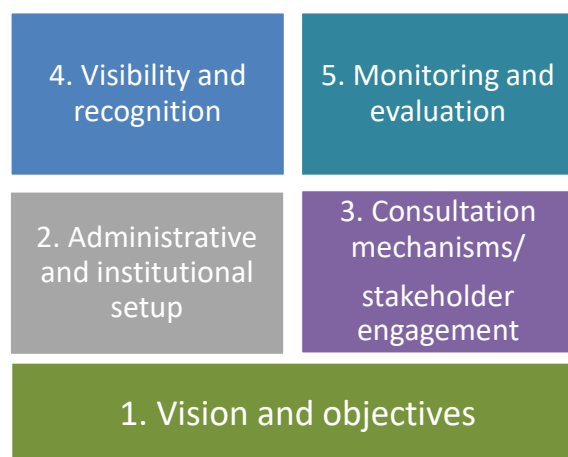 4. Visibility and
recognition
5. Monitoring and
evaluation
2. Administrative
and institutional
setup
3. Consultation
mechanisms/
stakeholder
engagement
1. Vision and objectives